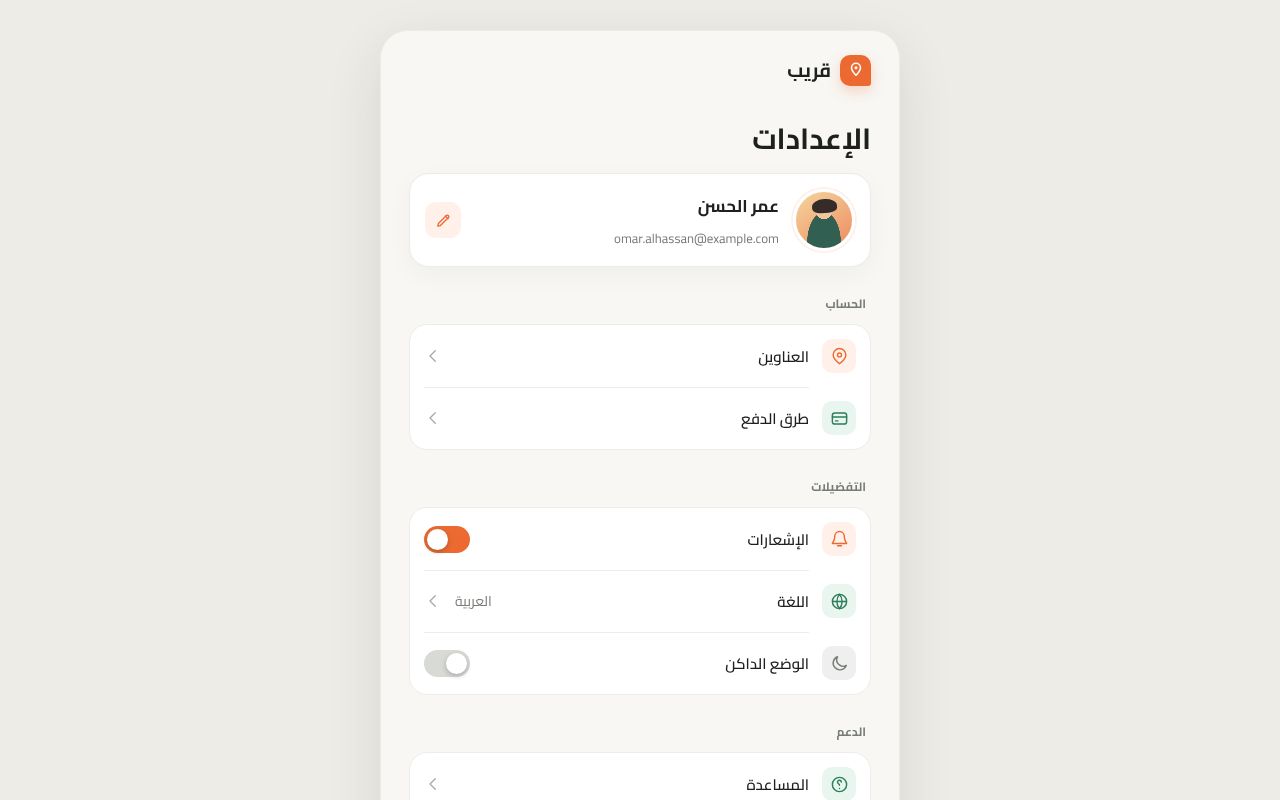 قريب
الإعدادات
عمر الحسن
omar.alhassan@example.com
الحساب
العناوين
طرق الدفع
التفضيلات
الإشعارات
اللغة العربية
الوضع الداكن
الدعم
المساعدة